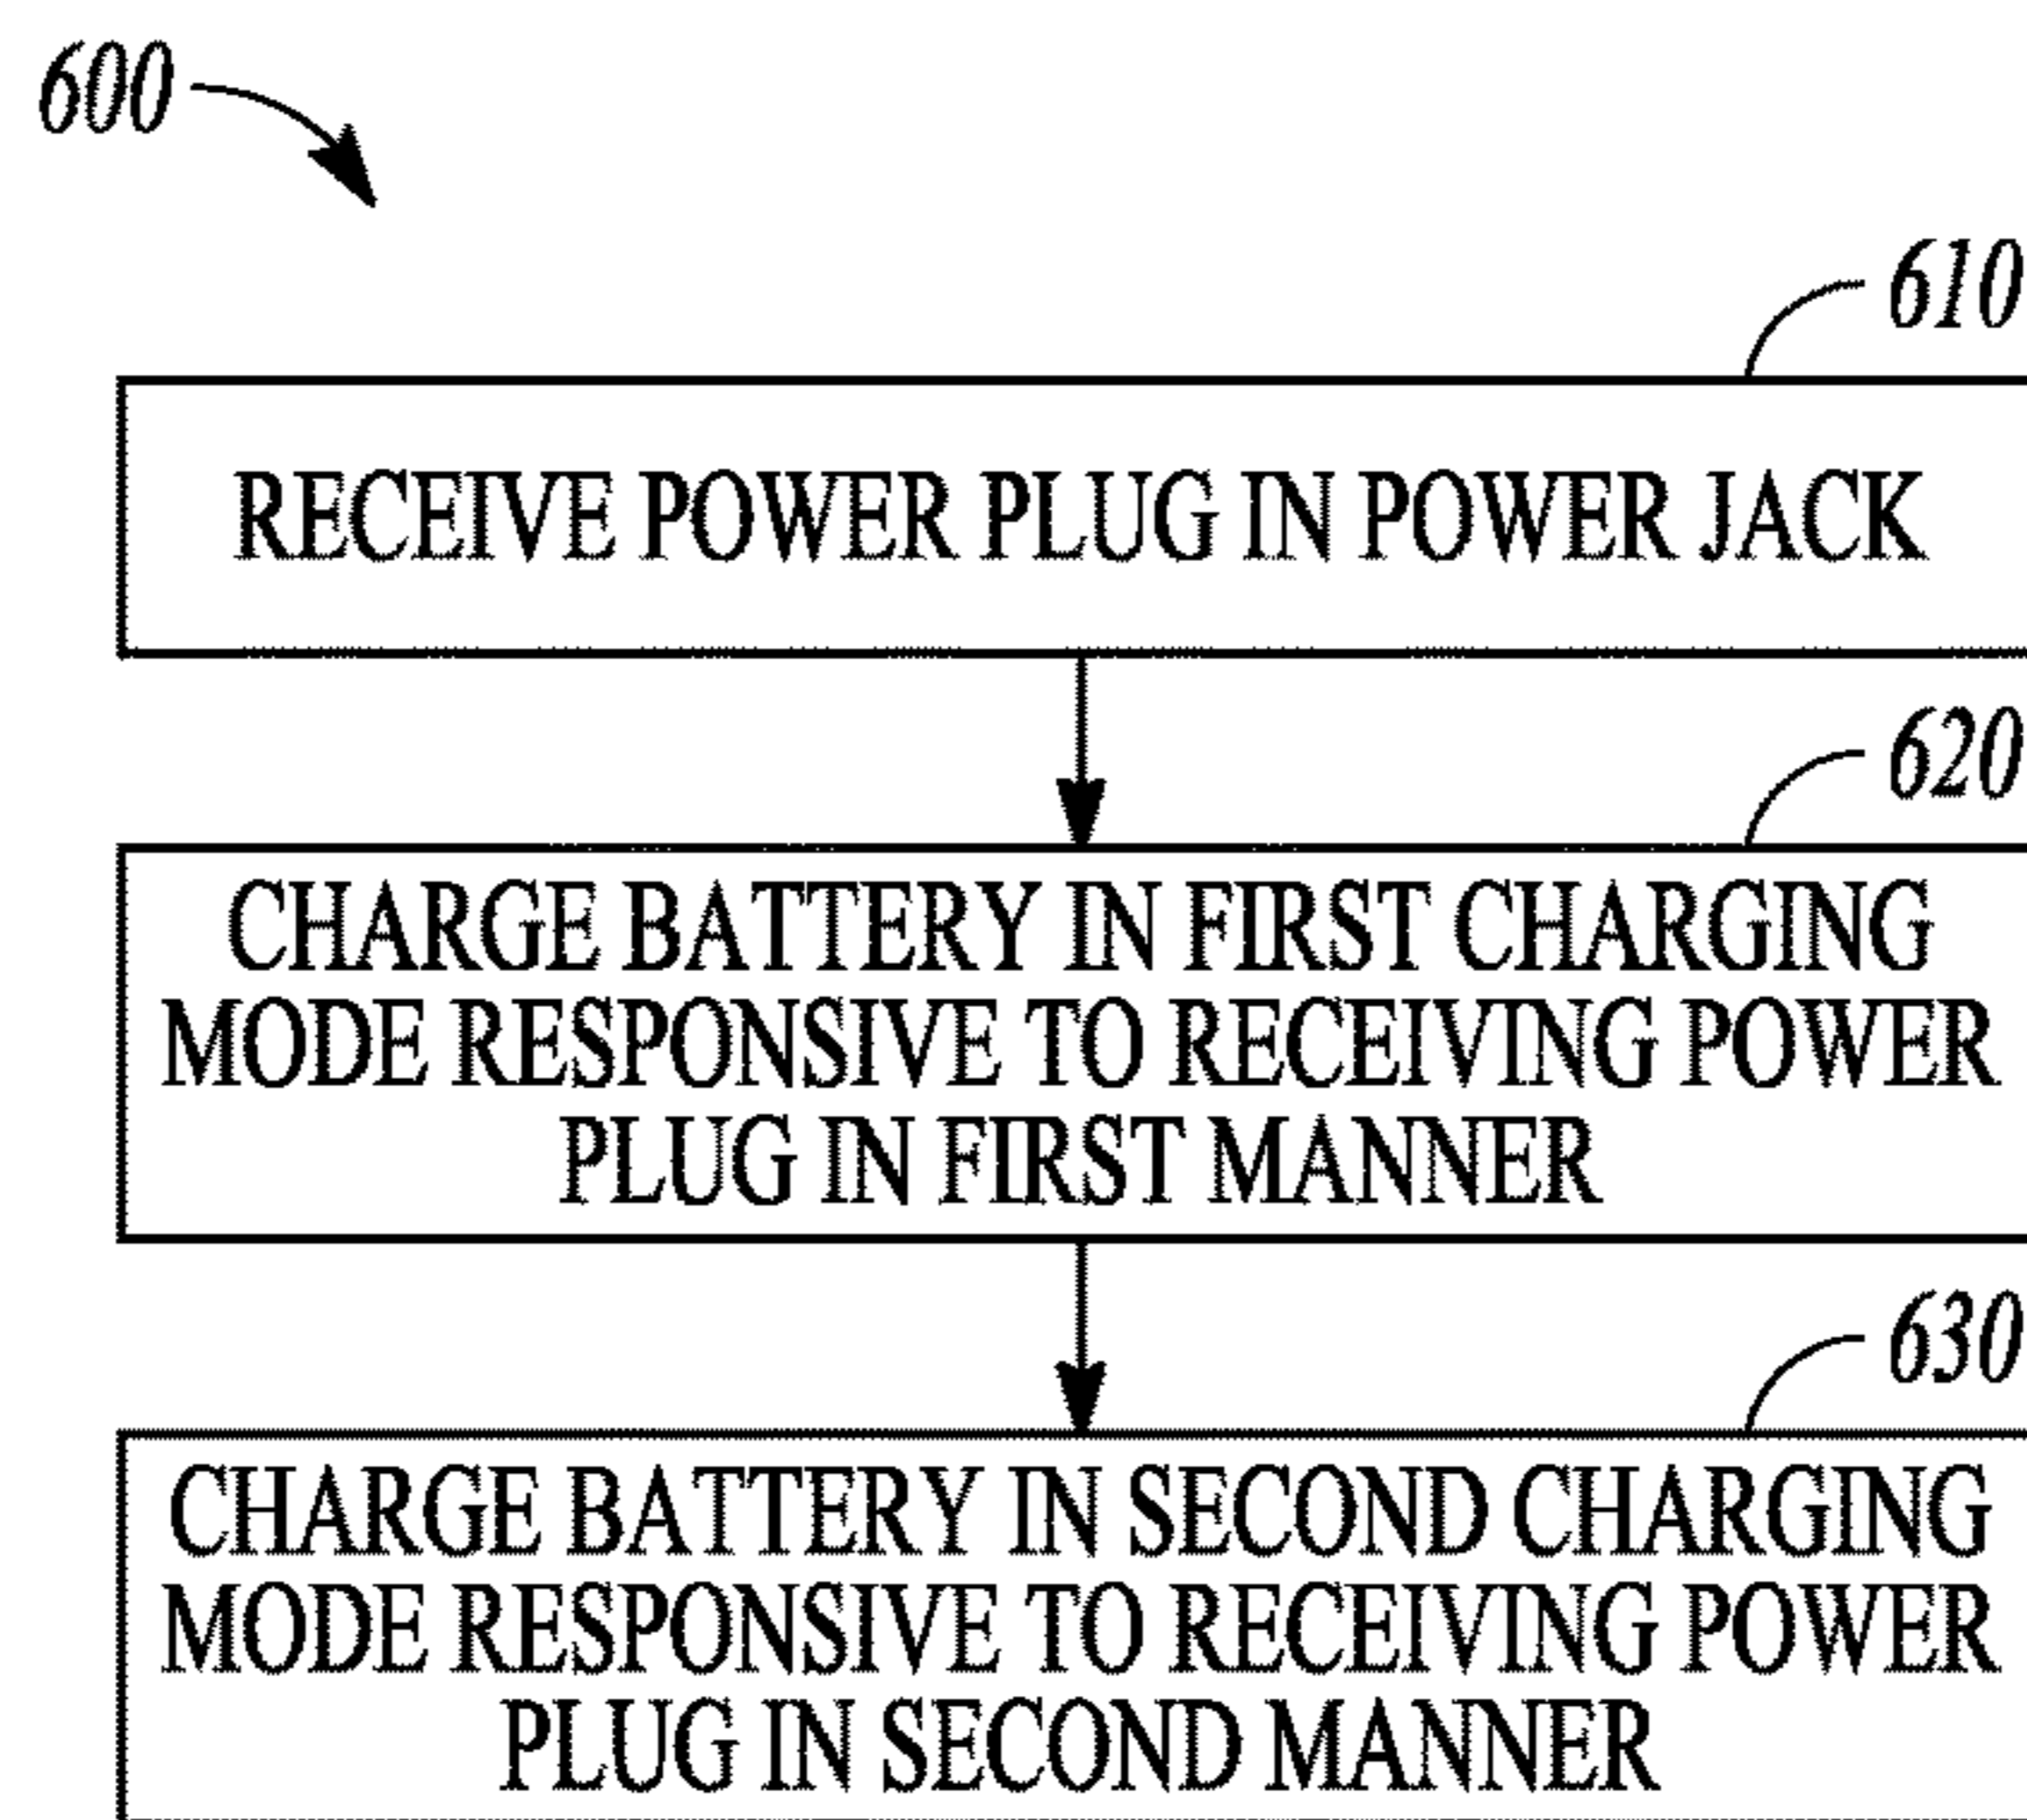 600
610
RECEIVE POWER PLUG IN POWER JACK
620
CHARGE BATTERY IN FIRST CHARGING
MODE RESPONSIVE TO RECEIVING POWER
PLUG IN FIRST MANNER
630
CHARGE BATTERY IN SECOND CHARGING
MODE RESPONSIVE TO RECEIVING POWER
PLUG IN SECOND MANNER